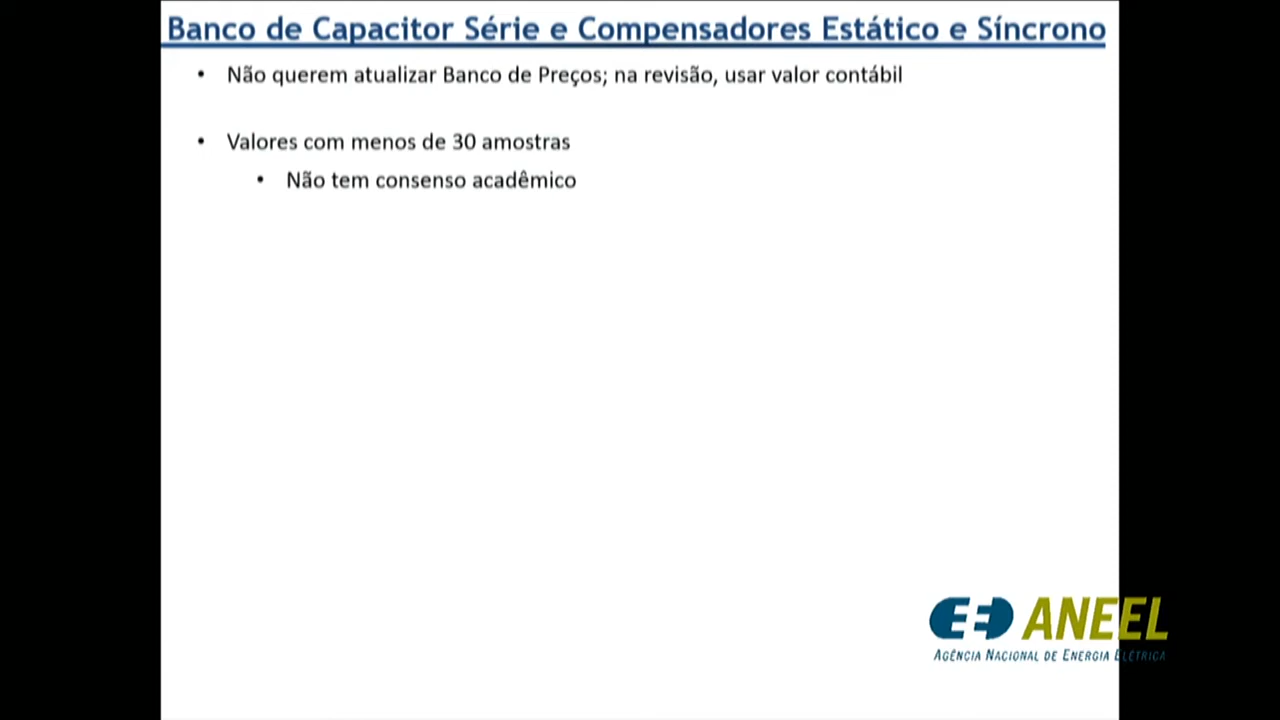 Banco de Capacitor Série e Compensadores Estático e Síncrono
• Não querem atualizar Banco de Preços; na revisão, usar valor contábil
• Valores com menos de 30 amostras
• Não tem consenso acadêmico
ANEEL
AGÊNCIA NACIONAL DE ENERGIA ELÉTRICA